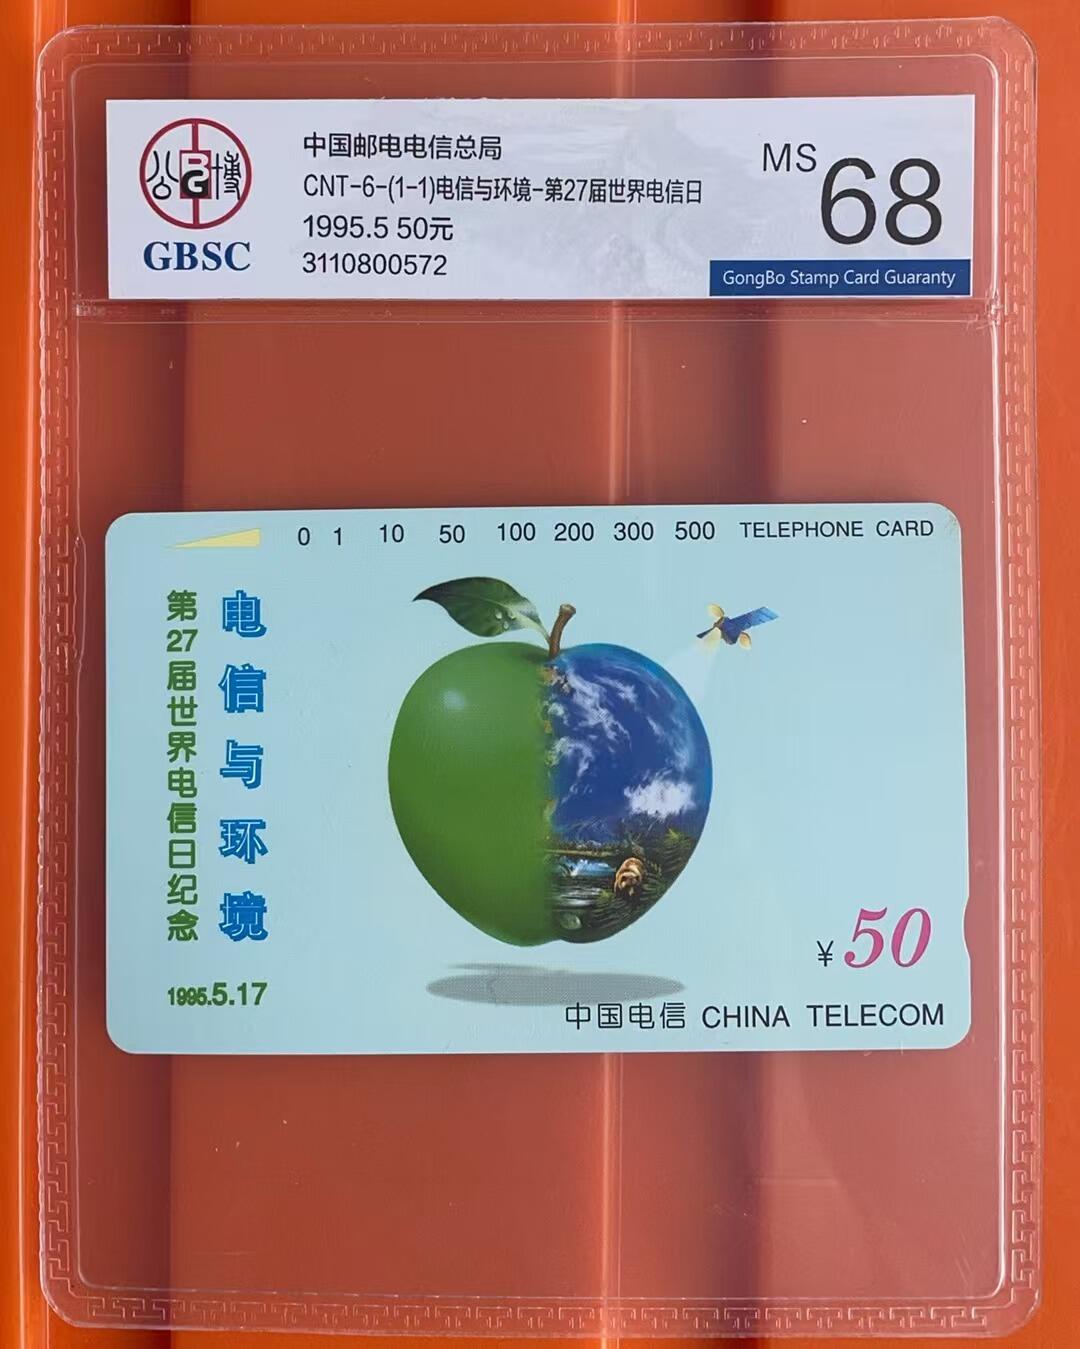 公博
GBSC
中国邮电电信总局
CNT-6-(1-1)电信与环境-第27届世界电信日
1995.5 50元
3110800572
MS 68
GongBo Stamp Card Guaranty
0 1 10 50 100 200 300 500 TELEPHONE CARD
电信与环境
第27届世界电信日纪念
1995.5.17
¥50
中国电信 CHINA TELECOM